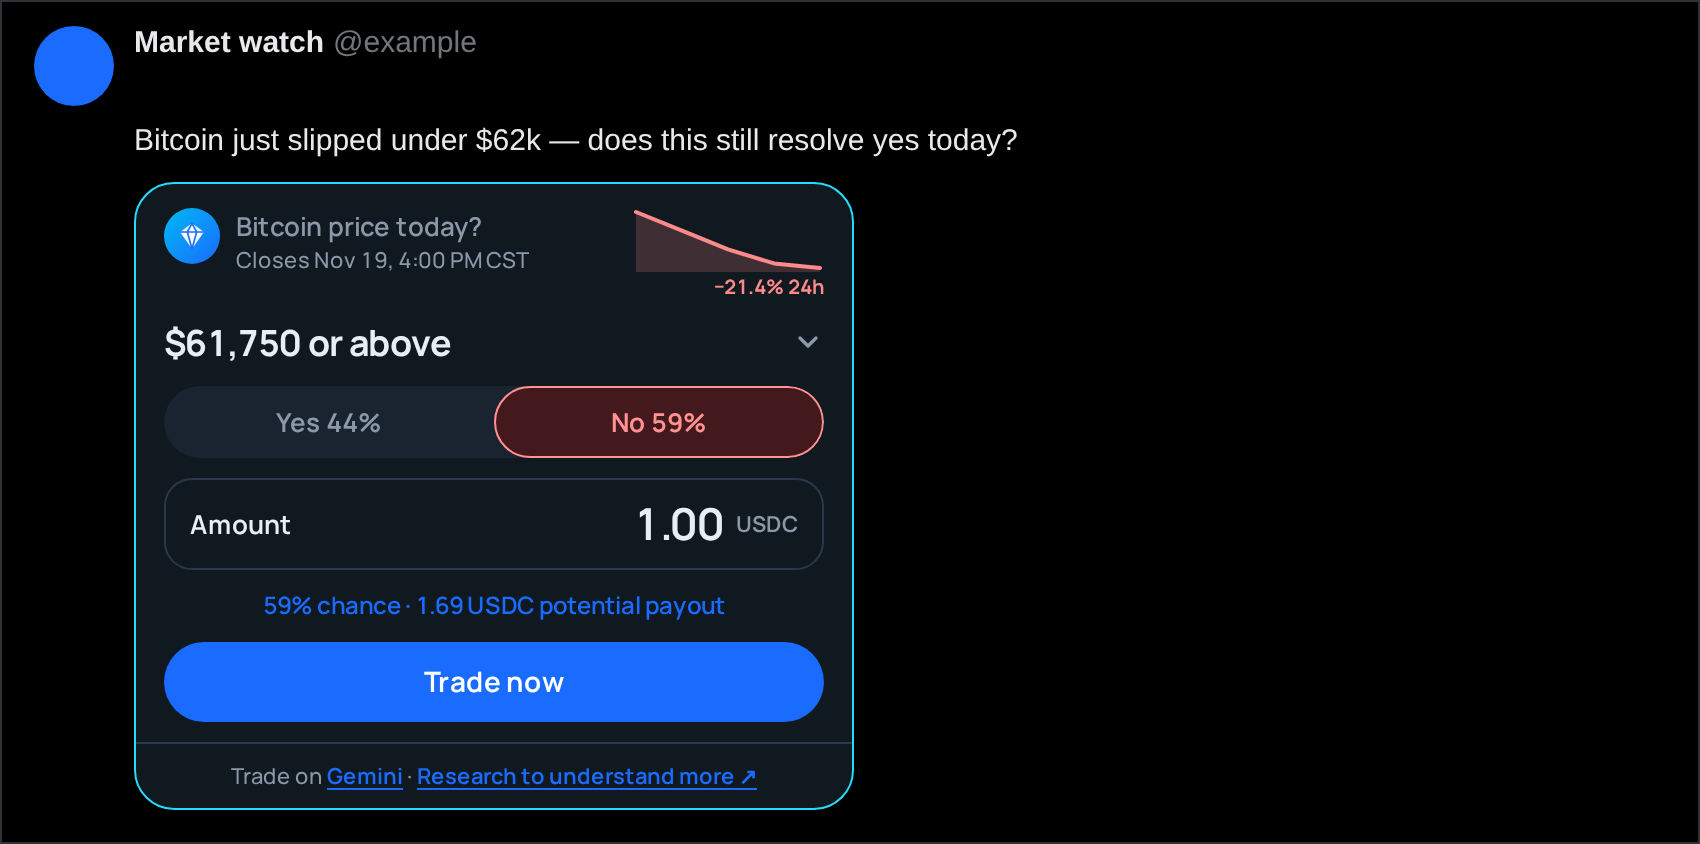 Market watch @example
Bitcoin just slipped under $62k — does this still resolve yes today?
Bitcoin price today?
Closes Nov 19, 4:00 PM CST
−21.4% 24h
$61,750 or above
Yes 44%
No 59%
Amount
1.00 USDC
59% chance · 1.69 USDC potential payout
Trade now
Trade on Gemini · Research to understand more ↗